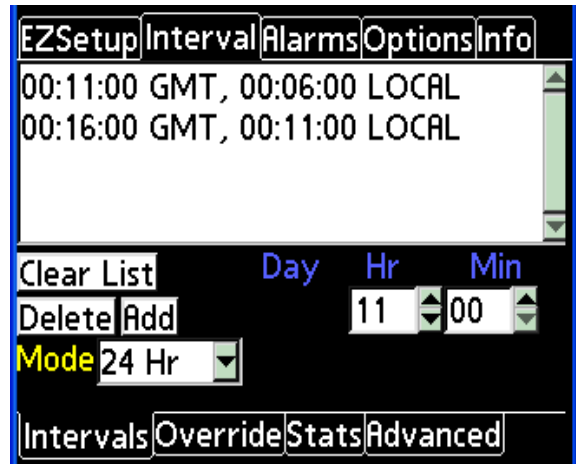 EZSetup Interval Alarms Options Info
00:11:00 GMT, 00:06:00 LOCAL
00:16:00 GMT, 00:11:00 LOCAL
Clear List Day Hr Min
Delete Add 11 00
Mode 24 Hr
Intervals Override Stats Advanced